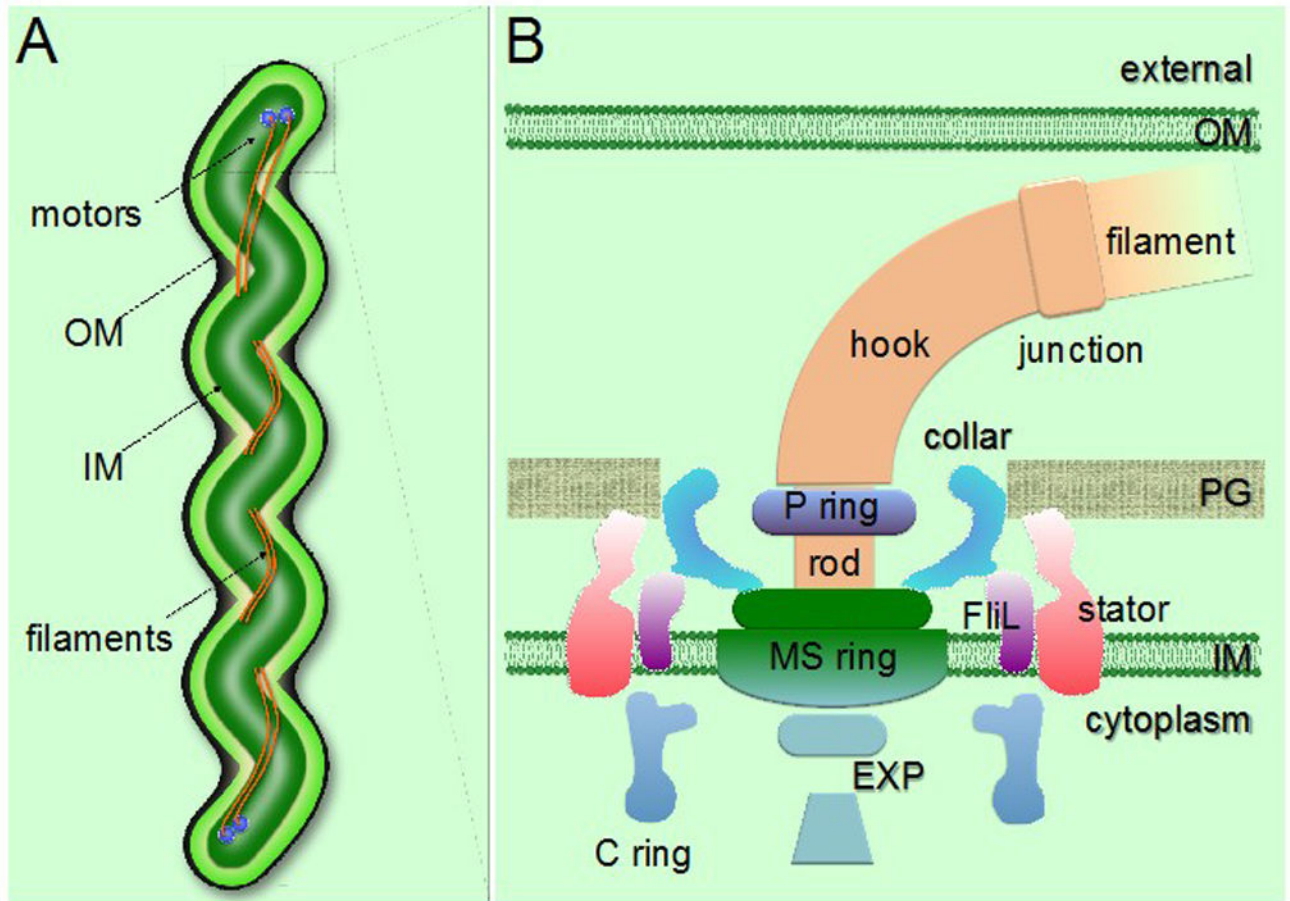 A
motors
OM
IM
filaments
B
external
OM
filament
hook
junction
collar
P ring
PG
rod
FliL
stator
MS ring
IM
cytoplasm
EXP
C ring